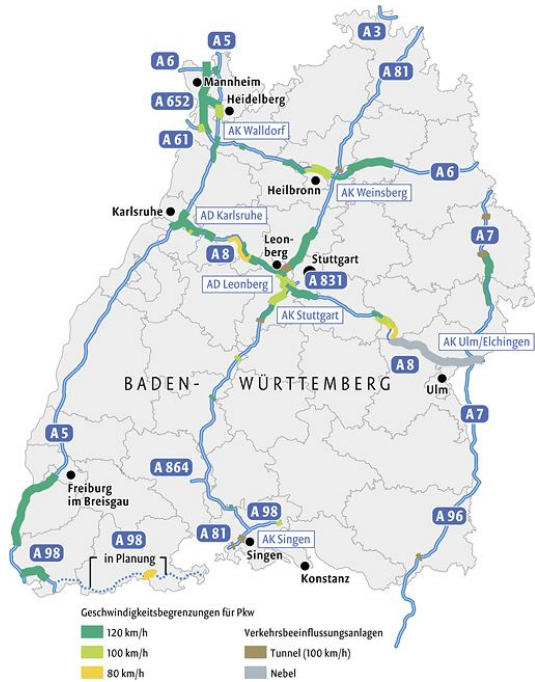 A 3
A 5
A 6
A 81
Mannheim
A 652
Heidelberg
A 61
AK Walldorf
A 6
Heilbronn
AK Weinsberg
Karlsruhe
AD Karlsruhe
A 7
Leon-
berg
Stuttgart
A 8
A 831
AD Leonberg
AK Stuttgart
AK Ulm/Elchingen
A 8
BADEN-WÜRTTEMBERG
Ulm
A 7
A 5
A 864
Freiburg
im Breisgau
A 98
A 96
A 81
AK Singen
A 98
A 98
in Planung
Singen
Konstanz
Geschwindigkeitsbegrenzungen für Pkw
120 km/h
100 km/h
80 km/h
Verkehrsbeeinflussungsanlagen
Tunnel (100 km/h)
Nebel